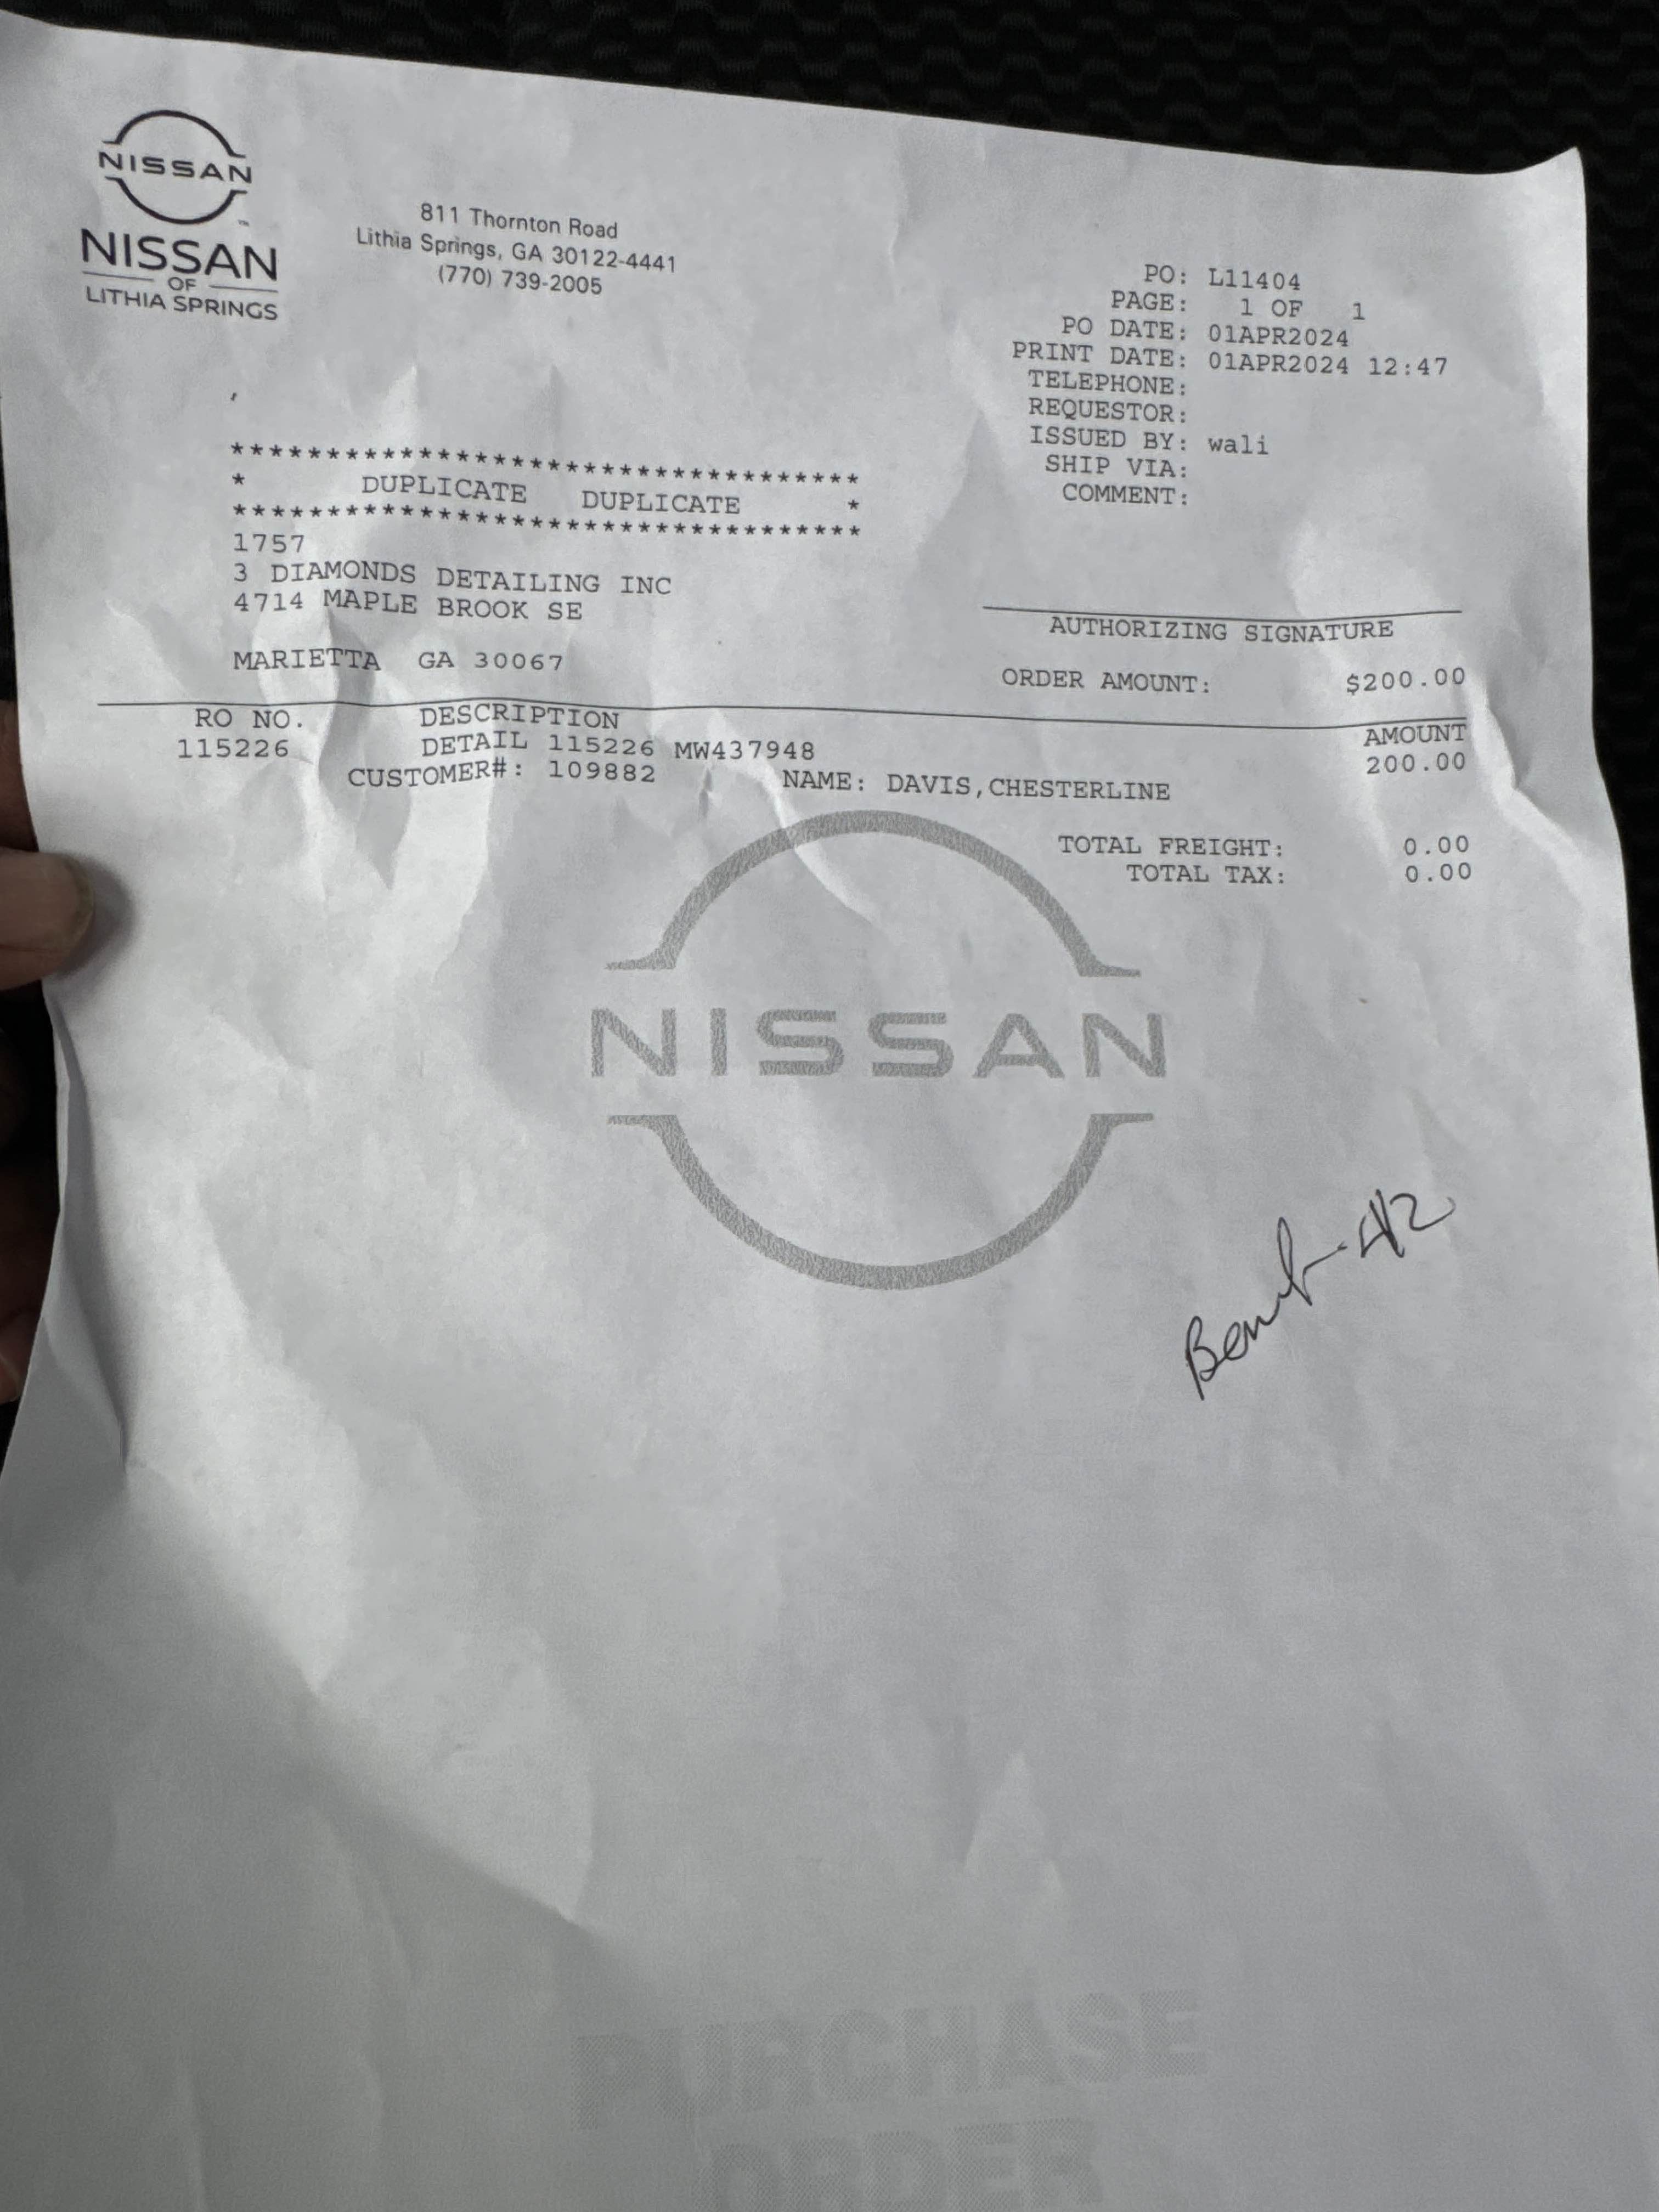 NISSAN
NISSAN
OF
LITHIA SPRINGS
811 Thornton Road
Lithia Springs, GA 30122-4441
(770) 739-2005
PO: L11404
PAGE: 1 OF 1
PO DATE: 01APR2024
PRINT DATE: 01APR2024 12:47
TELEPHONE:
REQUESTOR:
ISSUED BY: wali
SHIP VIA:
COMMENT:
***********************************
* DUPLICATE DUPLICATE *
***********************************
1757
3 DIAMONDS DETAILING INC
4714 MAPLE BROOK SE
MARIETTA GA 30067
AUTHORIZING SIGNATURE
ORDER AMOUNT: $200.00
RO NO. DESCRIPTION AMOUNT
115226 DETAIL 115226 MW437948 200.00
CUSTOMER#: 109882 NAME: DAVIS,CHESTERLINE
TOTAL FREIGHT: 0.00
TOTAL TAX: 0.00
NISSAN
PURCHASE
ORDER